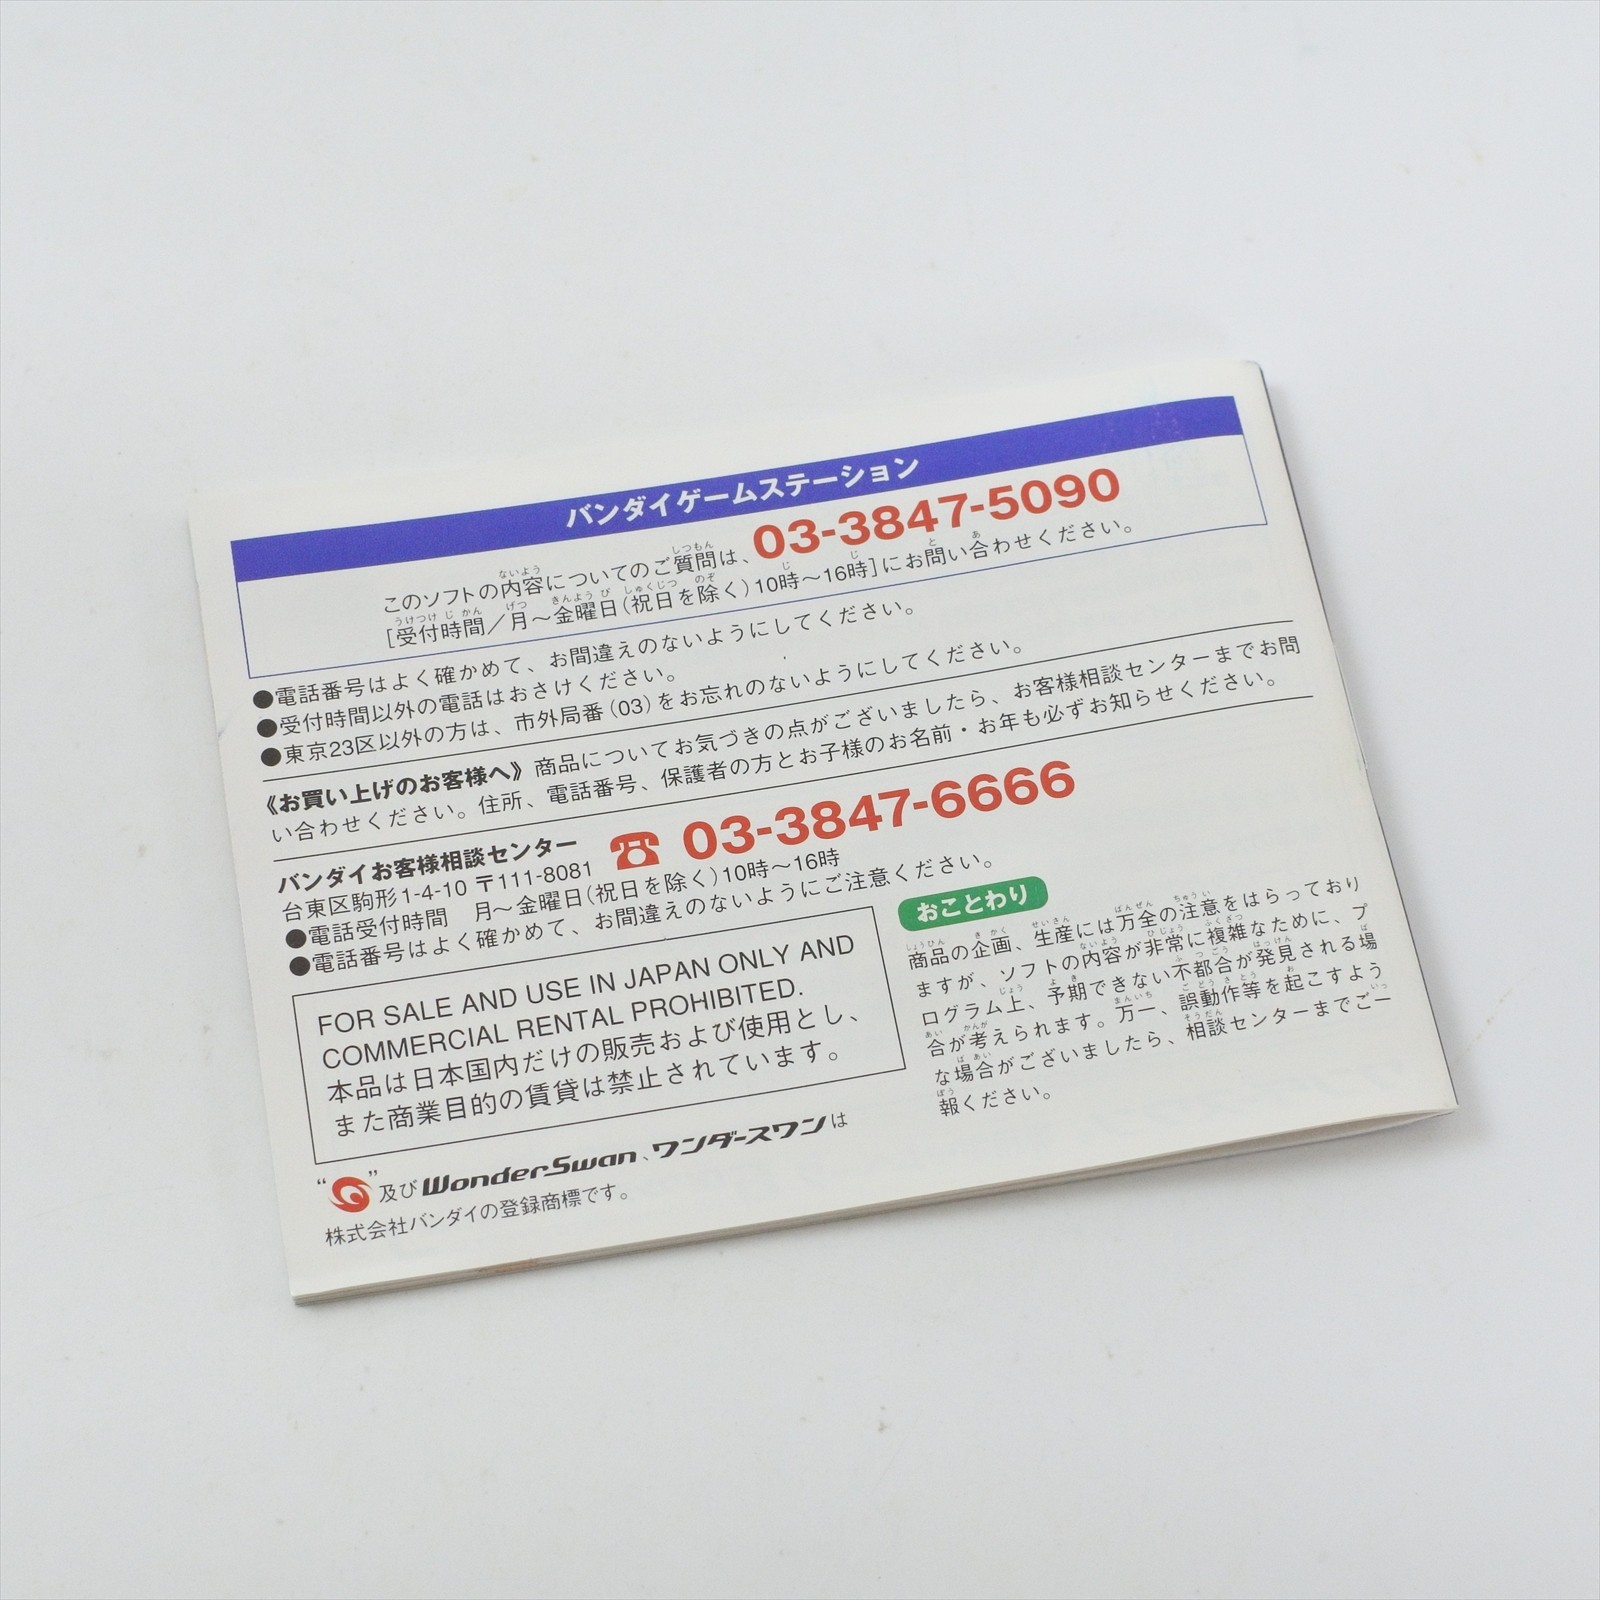 バンダイゲームステーション
このソフトの内容についてのご質問は、03-3847-5090
[受付時間／月～金曜日(祝日を除く)10時～16時]にお問い合わせください。
●電話番号はよく確かめて、お間違えのないようにしてください。
●受付時間以外の電話はおさけください。
●東京23区以外の方は、市外局番(03)をお忘れのないようにしてください。
《お買い上げのお客様へ》商品についてお気づきの点がございましたら、お客様相談センターまでお問
い合わせください。住所、電話番号、保護者の方とお子様のお名前・お年も必ずお知らせください。
バンダイお客様相談センター ☎ 03-3847-6666
台東区駒形1-4-10 〒111-8081
●電話受付時間　月～金曜日(祝日を除く)10時～16時
●電話番号はよく確かめて、お間違えのないようにご注意ください。
FOR SALE AND USE IN JAPAN ONLY AND
COMMERCIAL RENTAL PROHIBITED.
本品は日本国内だけの販売および使用とし、
また商業目的の賃貸は禁止されています。
“ ”及びWonderSwan、ワンダースワンは
株式会社バンダイの登録商標です。
おことわり
商品の企画、生産には万全の注意をはらっており
ますが、ソフトの内容が非常に複雑なために、プ
ログラム上、予期できない不都合が発見される場
合が考えられます。万一、誤動作等を起こすよう
な場合がございましたら、相談センターまでご一
報ください。